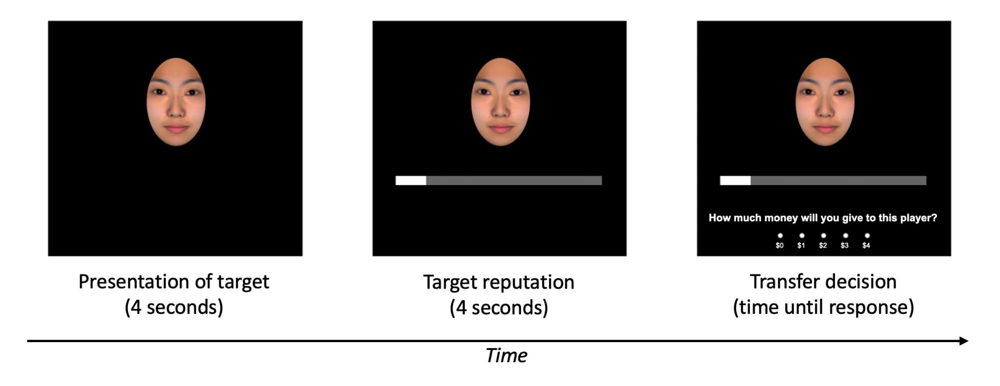 How much money will you give to this player?
$0 $1 $2 $3 $4
Presentation of target
(4 seconds)
Target reputation
(4 seconds)
Transfer decision
(time until response)
Time